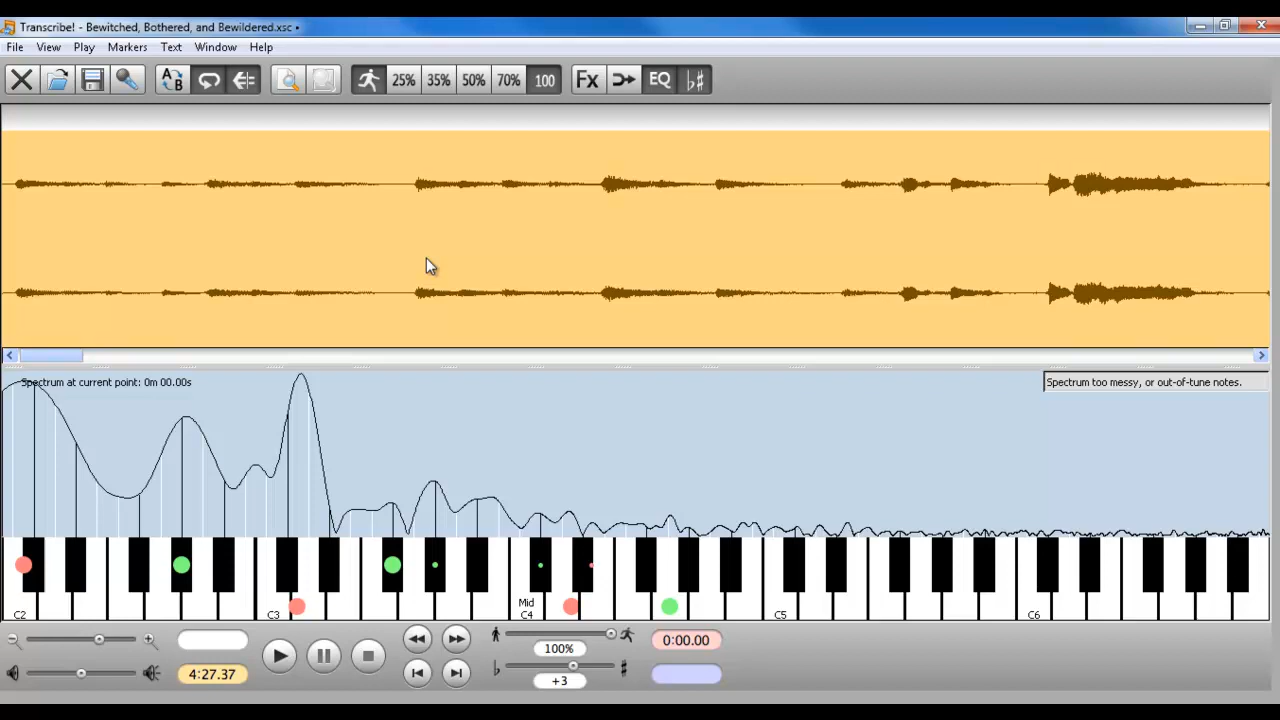 Transcribe! - Bewitched, Bothered, and Bewildered.xsc •
File View Play Markers Text Window Help
A B 25% 35% 50% 70% 100 Fx EQ ♭♯
Spectrum at current point: 0m 00.00s
Spectrum too messy, or out-of-tune notes.
Mid
C2 C3 C4 C5 C6
100% 0:00.00
4:27.37 ♭ ♯
+3